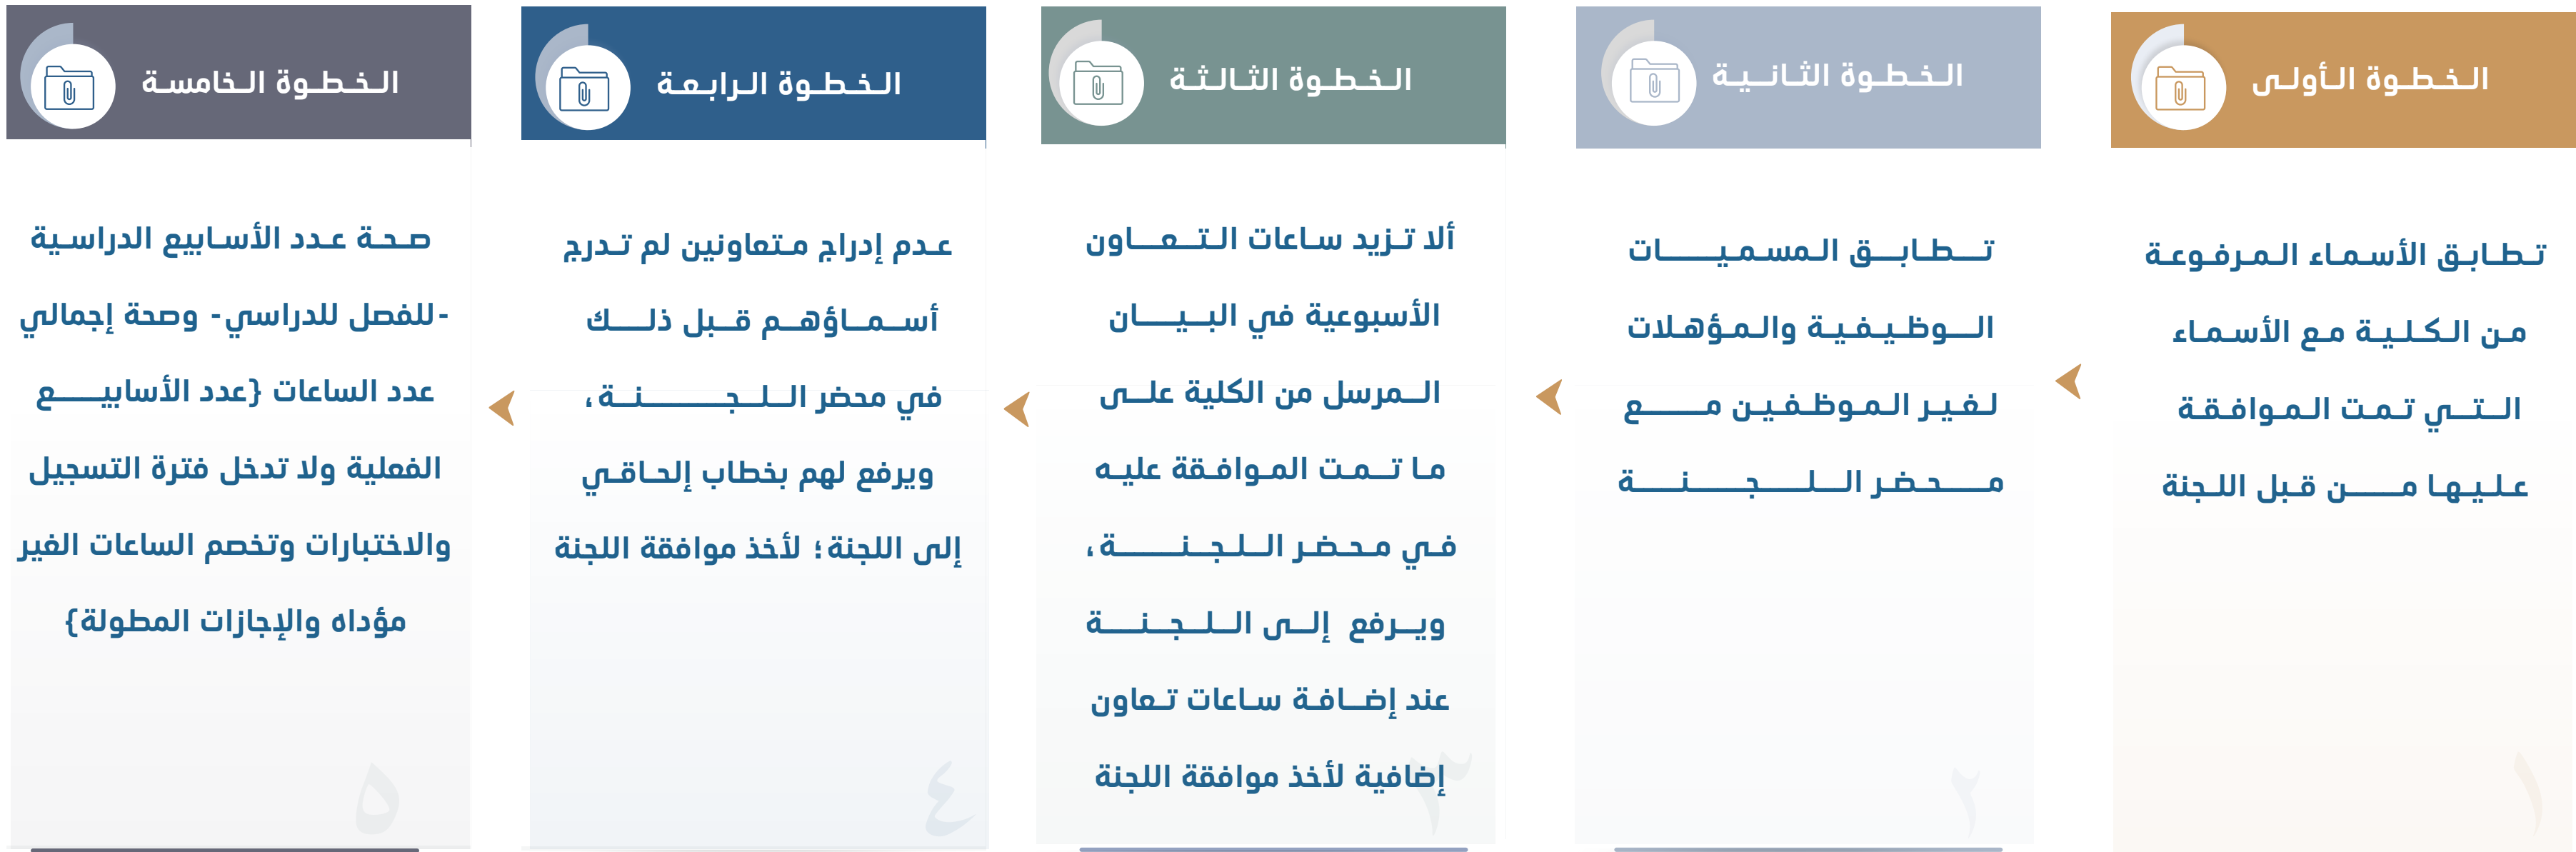 الخطوة الأولى
تطابق الأسماء المرفوعة
من الكلية مع الأسماء
التي تمت الموافقة
عليها من قبل اللجنة
١
الخطوة الثانية
تطابق المسميات
الوظيفية والمؤهلات
لغير الموظفين مع
محضر اللجنة
٢
الخطوة الثالثة
ألا تزيد ساعات التعاون
الأسبوعية في البيان
المرسل من الكلية على
ما تمت الموافقة عليه
في محضر اللجنة،
ويرفع إلى اللجنة
عند إضافة ساعات تعاون
إضافية لأخذ موافقة اللجنة
٣
الخطوة الرابعة
عدم إدراج متعاونين لم تدرج
أسماؤهم قبل ذلك
في محضر اللجنة،
ويرفع لهم بخطاب إلحاقي
إلى اللجنة؛ لأخذ موافقة اللجنة
٤
الخطوة الخامسة
صحة عدد الأسابيع الدراسية
-للفصل للدراسي- وصحة إجمالي
عدد الساعات {عدد الأسابيع
الفعلية ولا تدخل فترة التسجيل
والاختبارات وتخصم الساعات الغير
مؤداه والإجازات المطولة}
٥